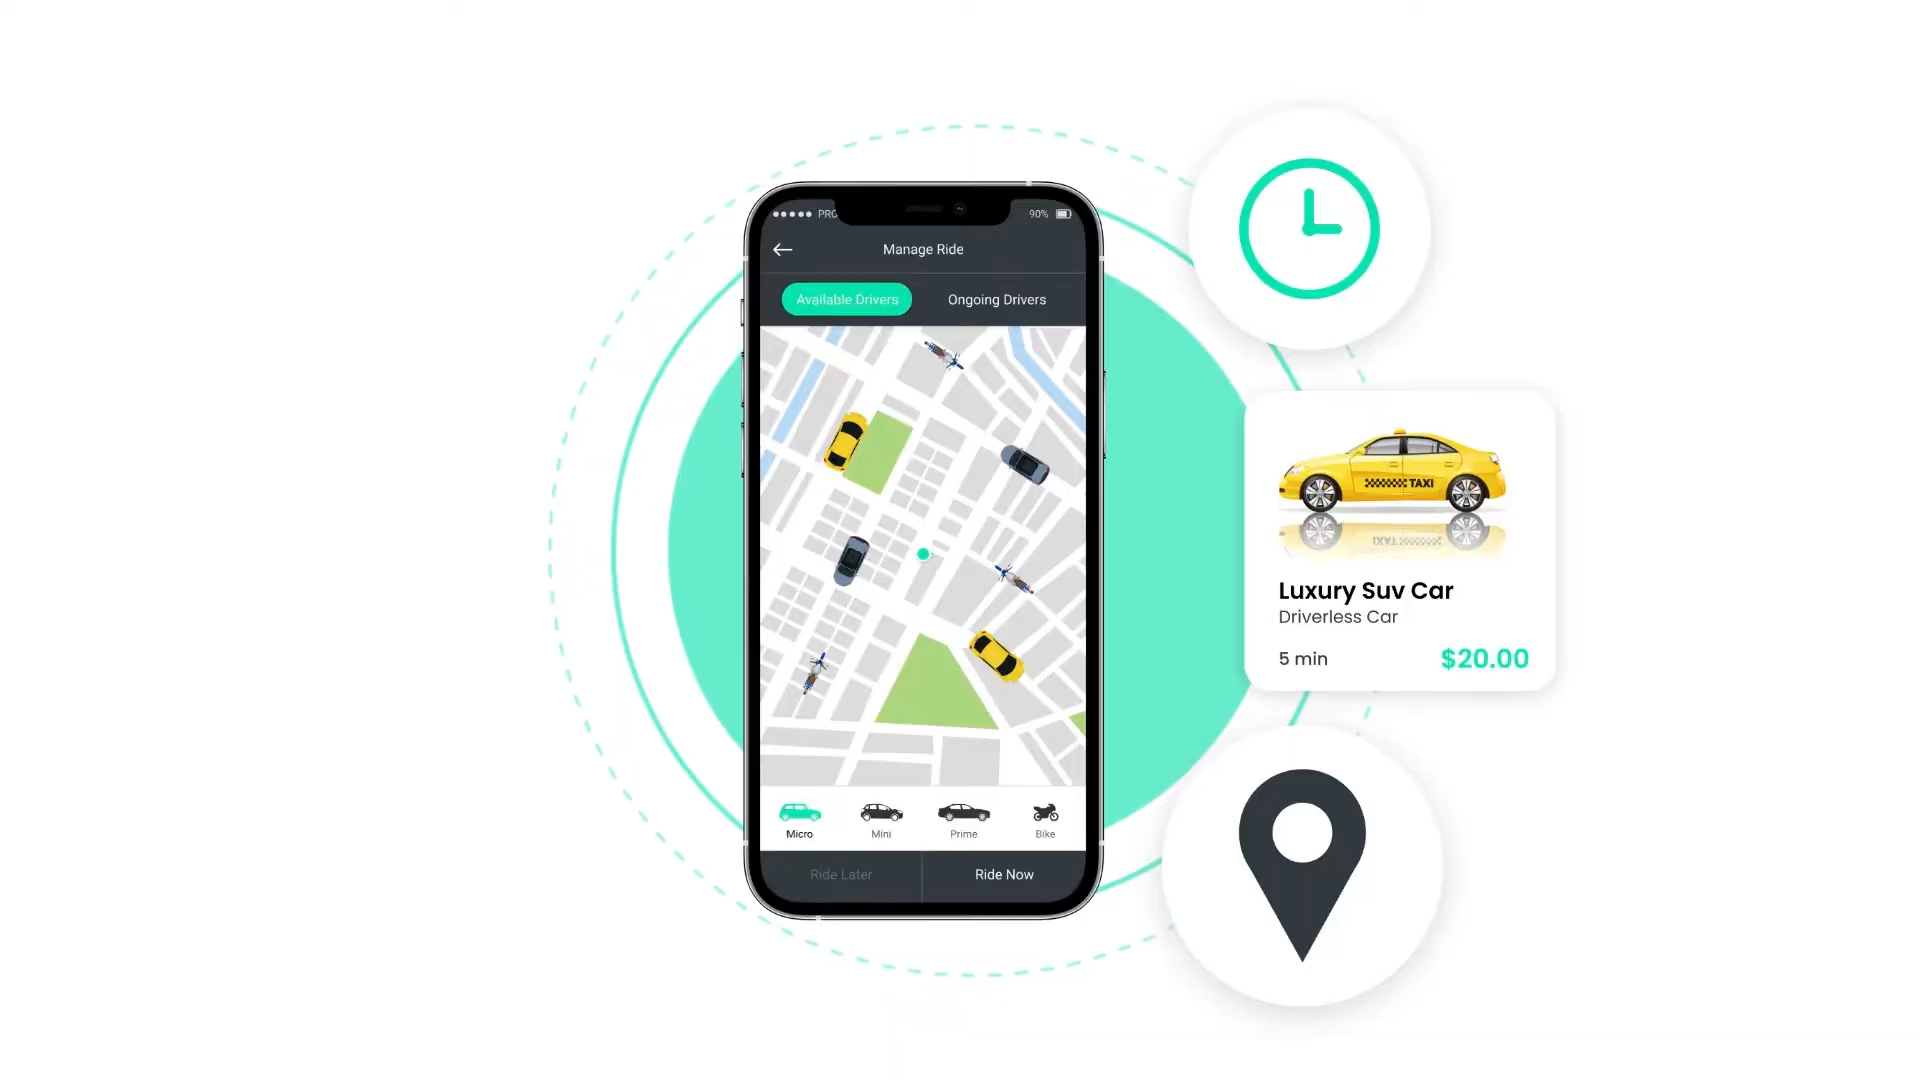 PRO
90%
Manage Ride
Available Drivers
Ongoing Drivers
TAXI
Luxury Suv Car
Driverless Car
5 min
$20.00
Micro
Mini
Prime
Bike
Ride Later
Ride Now